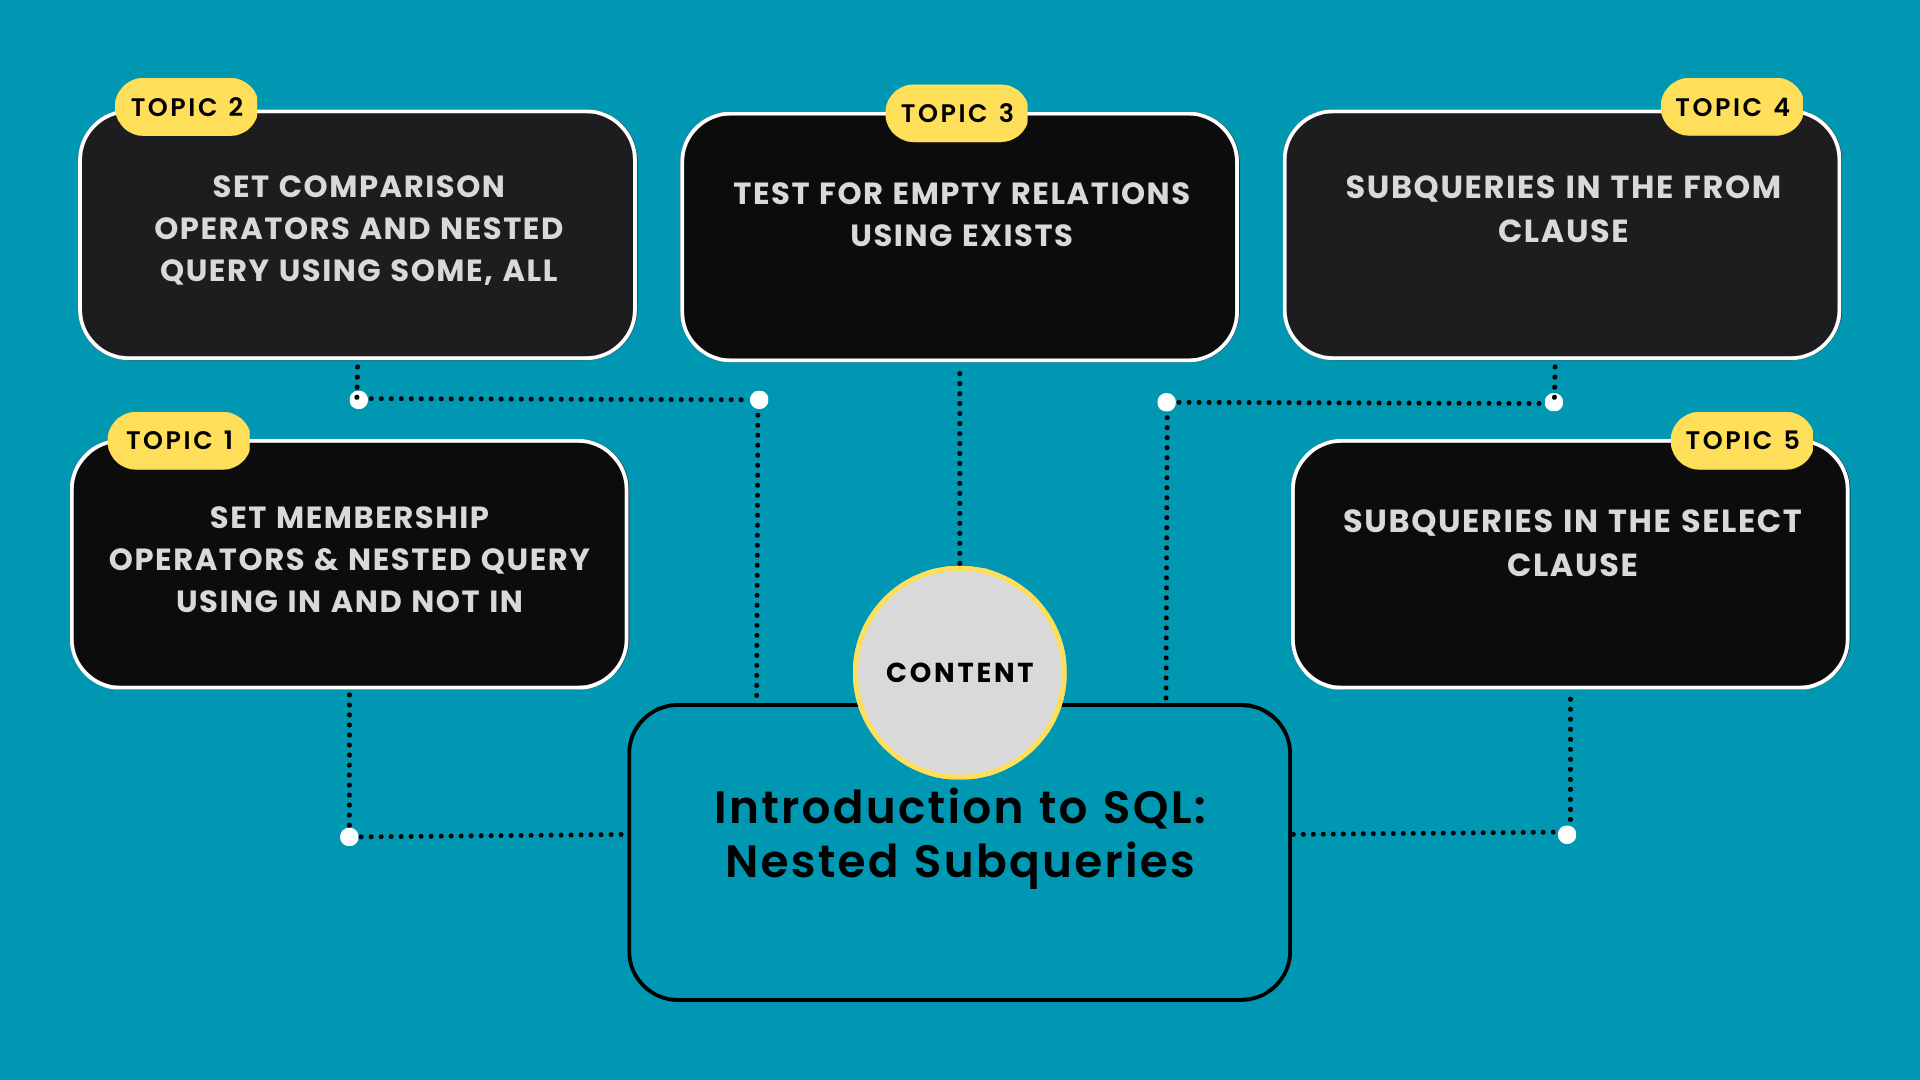 TOPIC 2
SET COMPARISON
OPERATORS AND NESTED
QUERY USING SOME, ALL
TOPIC 3
TEST FOR EMPTY RELATIONS
USING EXISTS
TOPIC 4
SUBQUERIES IN THE FROM
CLAUSE
TOPIC 1
SET MEMBERSHIP
OPERATORS & NESTED QUERY
USING IN AND NOT IN
TOPIC 5
SUBQUERIES IN THE SELECT
CLAUSE
CONTENT
Introduction to SQL:
Nested Subqueries